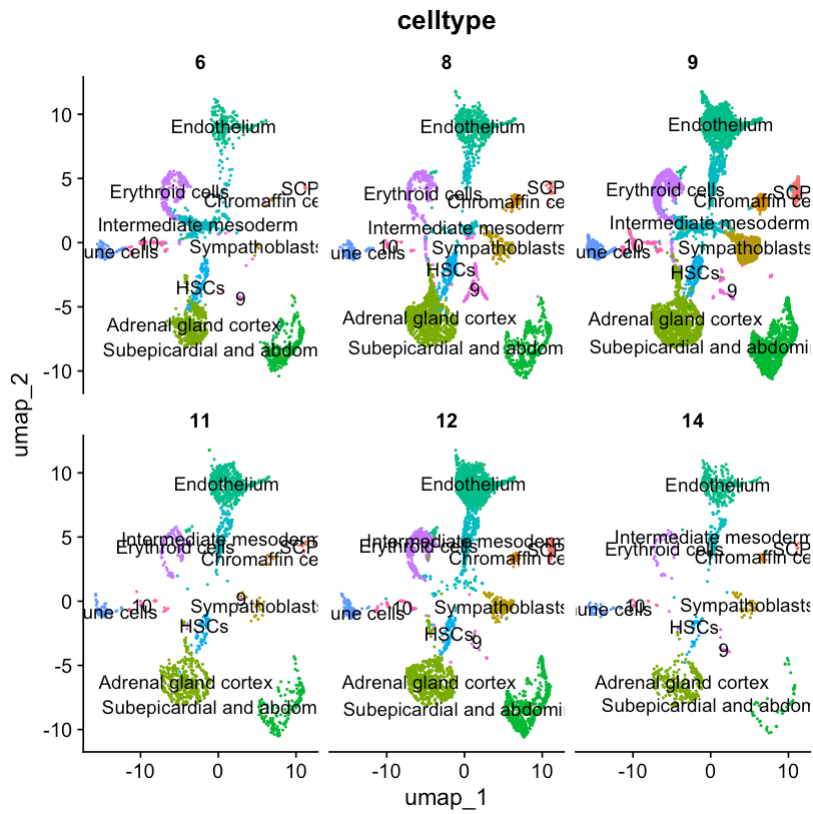 celltype
6
8
9
10
5
0
-5
-10
Endothelium
Erythroid cells
SCP
Chromaffin ce
Intermediate mesoderm
10
Sympathoblasts
une cells
HSCs
9
Adrenal gland cortex
Subepicardial and abdom
Endothelium
Erythroid cells
SCP
Chromaffin ce
Intermediate mesoderm
10
Sympathoblasts
une cells
HSCs
9
Adrenal gland cortex
Subepicardial and abdom
Endothelium
Erythroid cells
SCP
Chromaffin ce
Intermediate mesoderm
10
Sympathoblasts
une cells
HSCs
9
Adrenal gland cortex
Subepicardial and abdomi
umap_2
11
12
14
10
5
0
-5
-10
Endothelium
Intermediate mesoderm
Erythroid cells
SCP
Chromaffin ce
10
9
Sympathoblasts
une cells
HSCs
Adrenal gland cortex
Subepicardial and abdom
Endothelium
Intermediate mesoderm
Erythroid cells
SCP
Chromaffin ce
10
Sympathoblasts
une cells
HSCs
9
Adrenal gland cortex
Subepicardial and abdomi
Endothelium
Intermediate mesoderm
Erythroid cells
SCP
Chromaffin ce
10
Sympathoblasts
une cells
HSCs
9
Adrenal gland cortex
Subepicardial and abdom
-10
0
10
-10
0
10
-10
0
10
umap_1